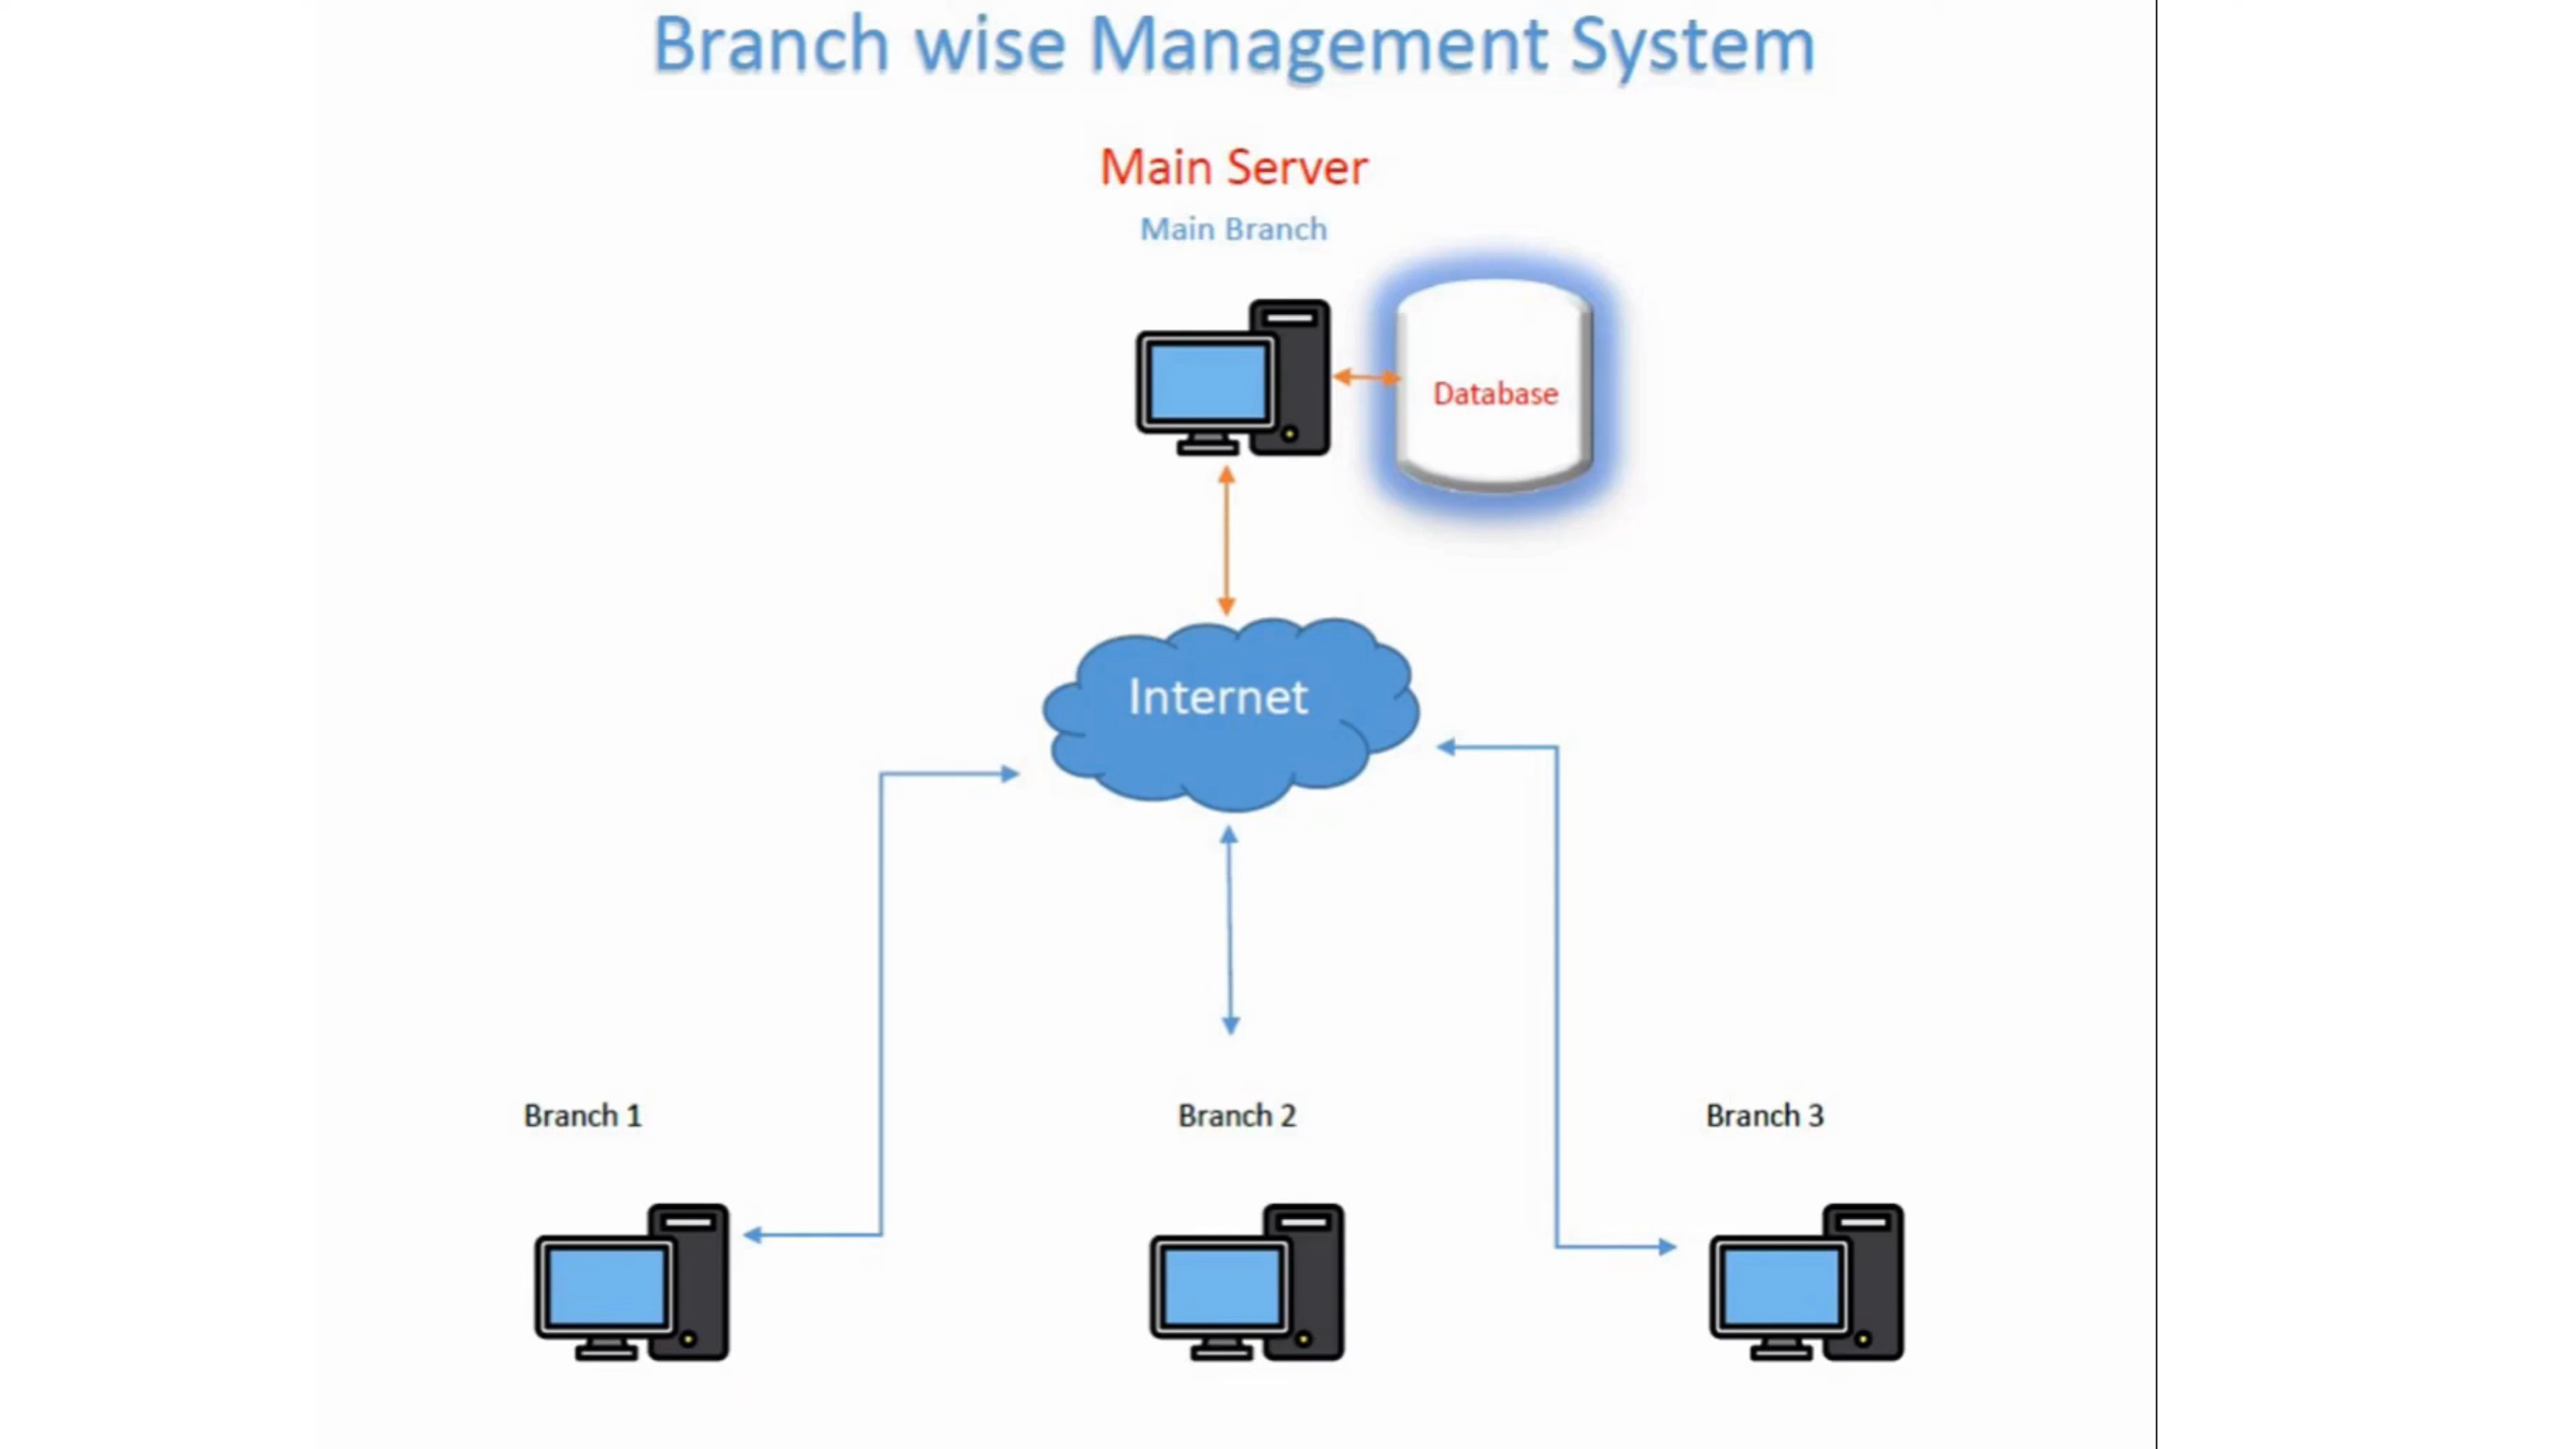 Branch wise Management System
Main Server
Main Branch
Database
Internet
Branch 1
Branch 2
Branch 3